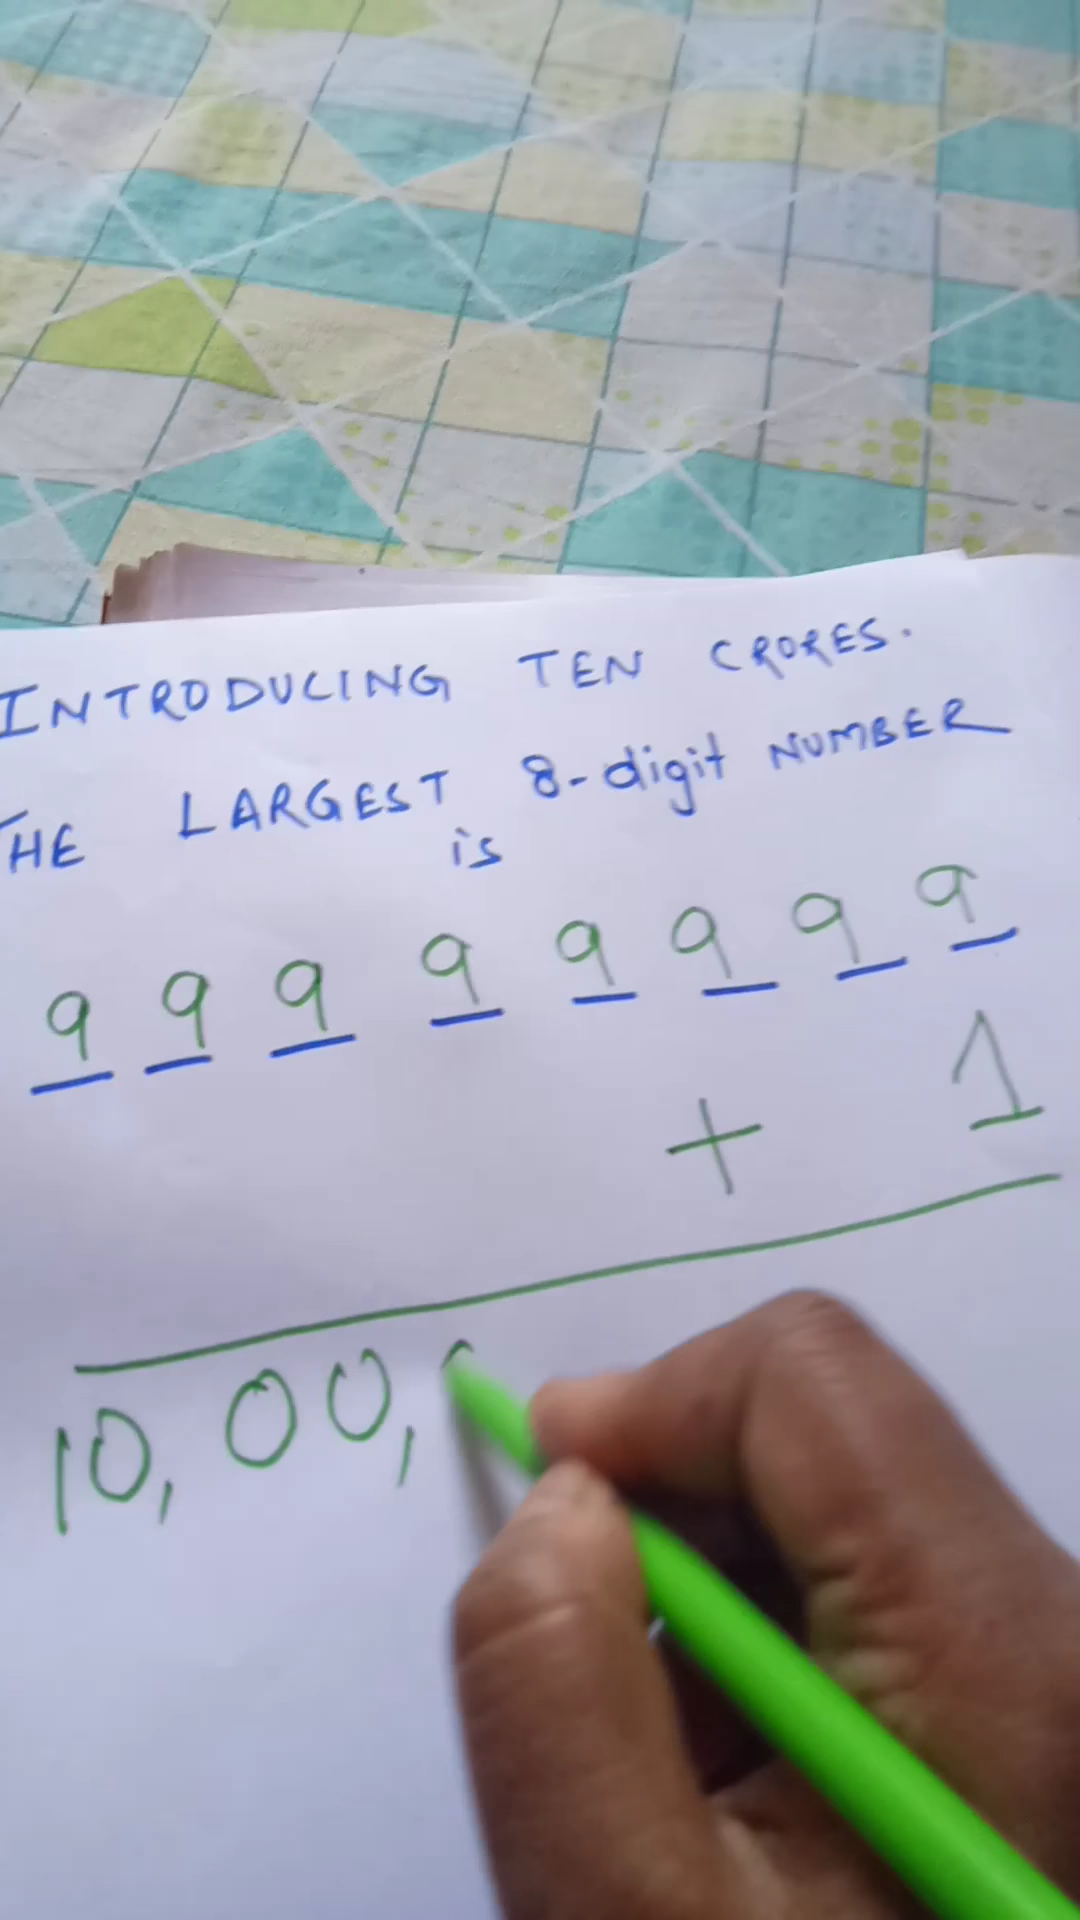 INTRODUCING TEN CRORES.
THE LARGEST 8-digit NUMBER
is
9 9 9 9 9 9 9 9
+ 1
10,00,